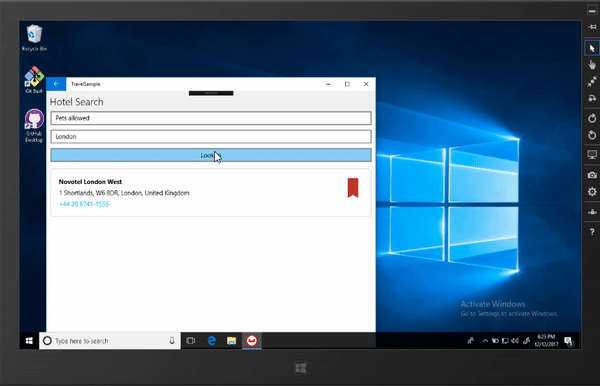 Recycle Bin
Git Bash
GitHub
Desktop
TravelSample
Hotel Search
Pets allowed
London
Look
Novotel London West
1 Shortlands, W6 8DR, London, United Kingdom
+44 20 8741-1555
Activate Windows
Go to Settings to activate Windows.
Type here to search
6:23 PM
12/12/2017